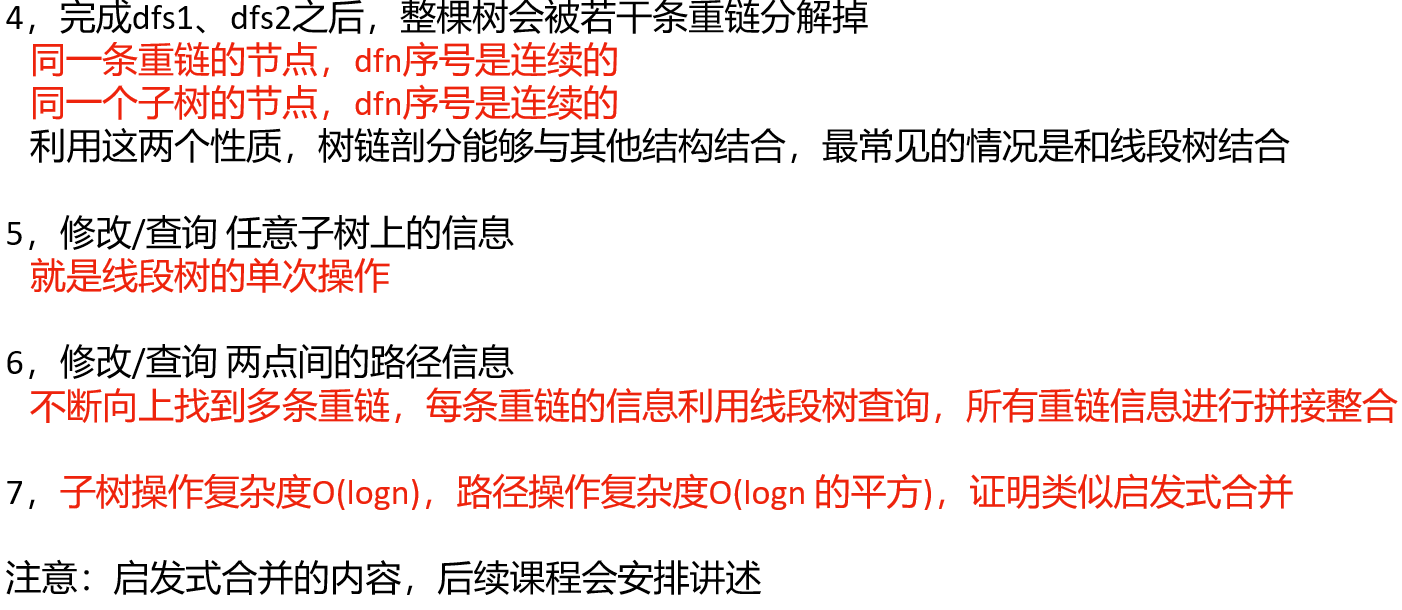 4，完成dfs1、dfs2之后，整棵树会被若干条重链分解掉
同一条重链的节点，dfn序号是连续的
同一个子树的节点，dfn序号是连续的
利用这两个性质，树链剖分能够与其他结构结合，最常见的情况是和线段树结合
5，修改/查询 任意子树上的信息
就是线段树的单次操作
6，修改/查询 两点间的路径信息
不断向上找到多条重链，每条重链的信息利用线段树查询，所有重链信息进行拼接整合
7，子树操作复杂度O(logn)，路径操作复杂度O(logn 的平方)，证明类似启发式合并
注意：启发式合并的内容，后续课程会安排讲述